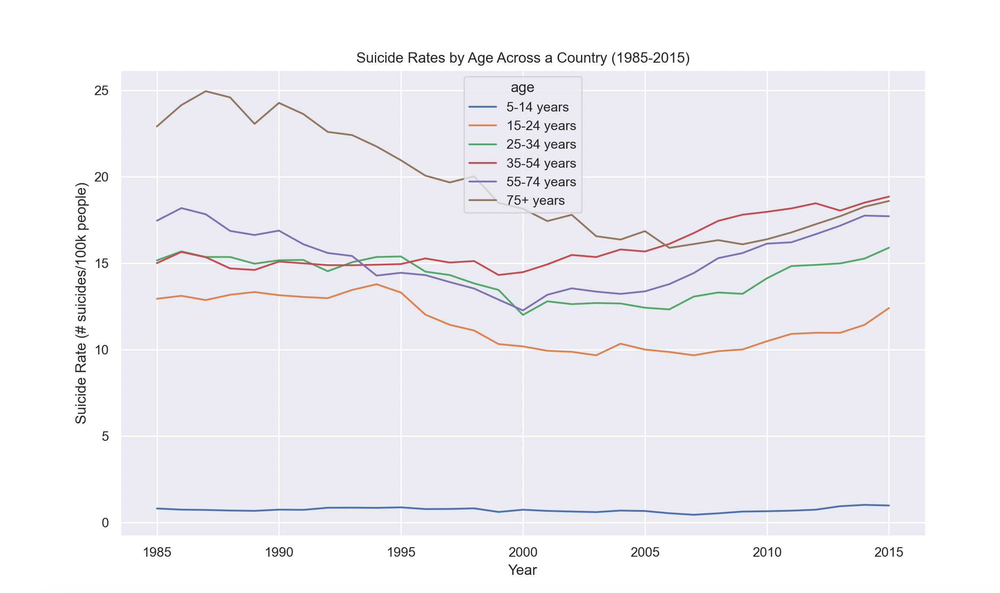 Suicide Rates by Age Across a Country (1985-2015)
age
5-14 years
15-24 years
25-34 years
35-54 years
55-74 years
75+ years
Suicide Rate (# suicides/100k people)
25
20
15
10
5
0
1985 1990 1995 2000 2005 2010 2015
Year